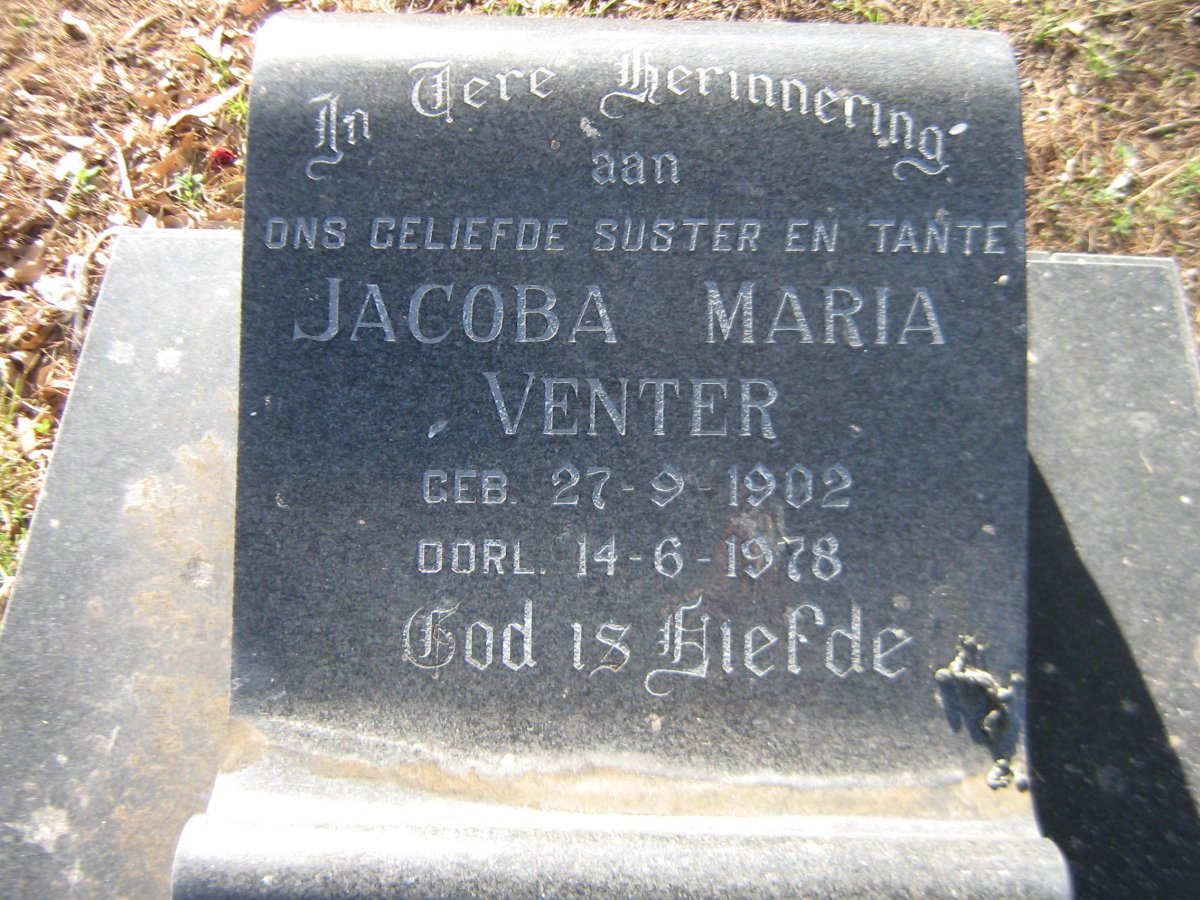 In Tere Herinnering
aan
ONS GELIEFDE SUSTER EN TANTE
JACOBA MARIA
VENTER
GEB. 27-9-1902
OORL. 14-6-1978
God is Liefde